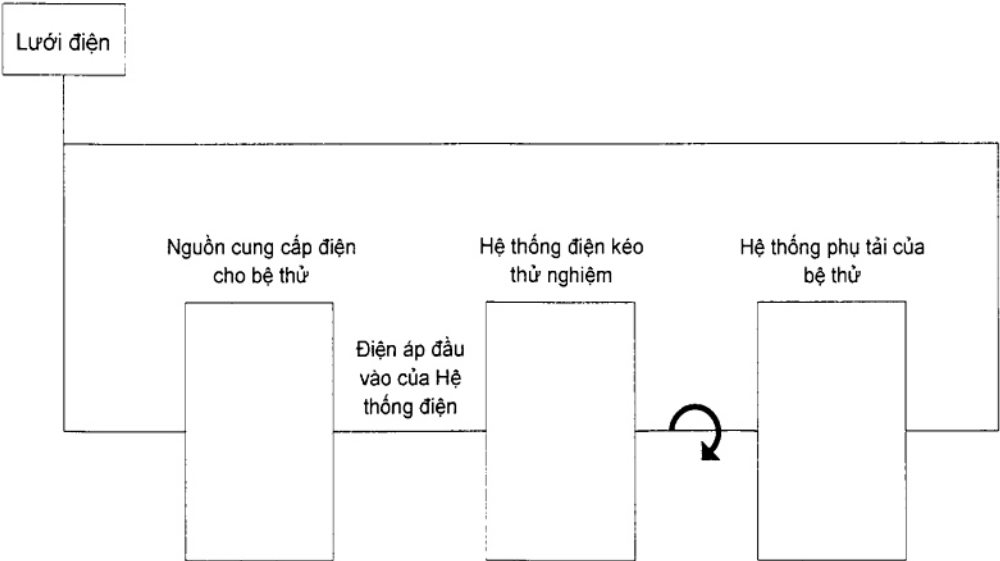 Lưới điện
Nguồn cung cấp điện
cho bệ thử
Hệ thống điện kéo
thử nghiệm
Hệ thống phụ tải của
bệ thử
Điện áp đầu
vào của Hệ
thống điện